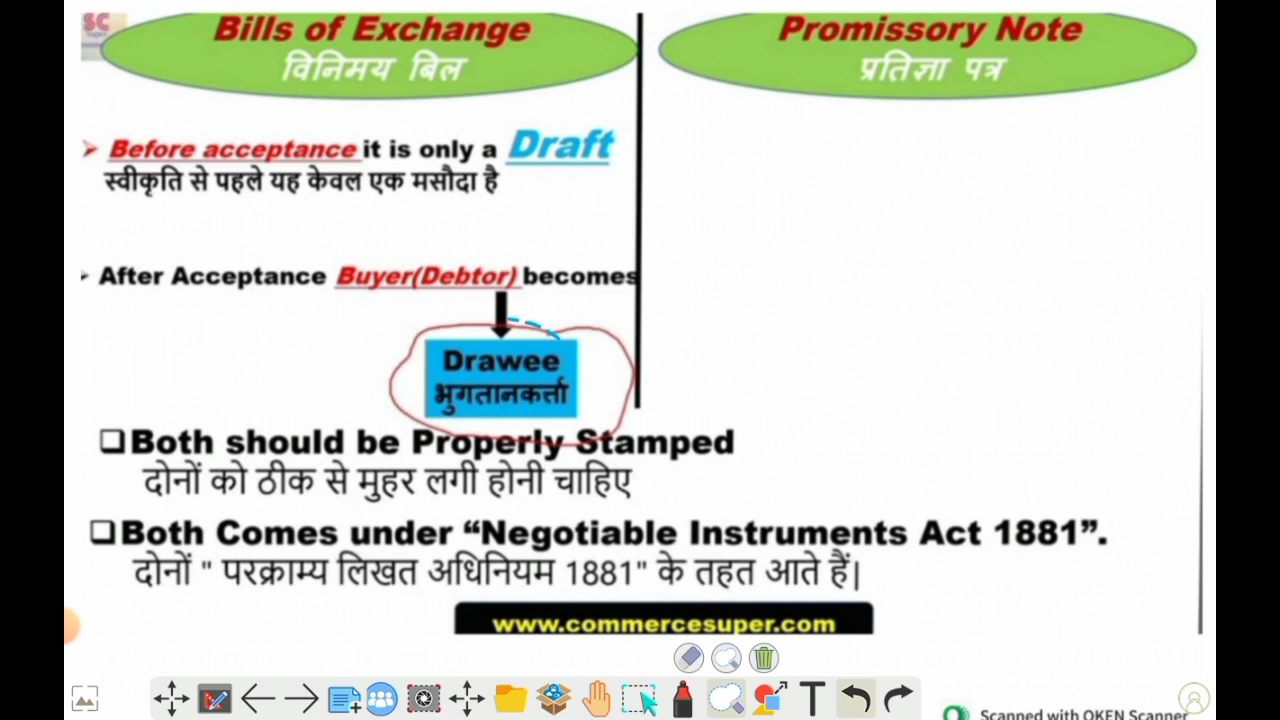 SC
Super
Bills of Exchange
विनिमय बिल
Promissory Note
प्रतिज्ञा पत्र
Before acceptance it is only a Draft
स्वीकृति से पहले यह केवल एक मसौदा है
After Acceptance Buyer(Debtor) becomes
Drawee
भुगतानकर्त्ता
Both should be Properly Stamped
दोनों को ठीक से मुहर लगी होनी चाहिए
Both Comes under “Negotiable Instruments Act 1881”.
दोनों " परक्राम्य लिखत अधिनियम 1881" के तहत आते हैं|
www.commercesuper.com
T
Scanned with OKEN Scanner